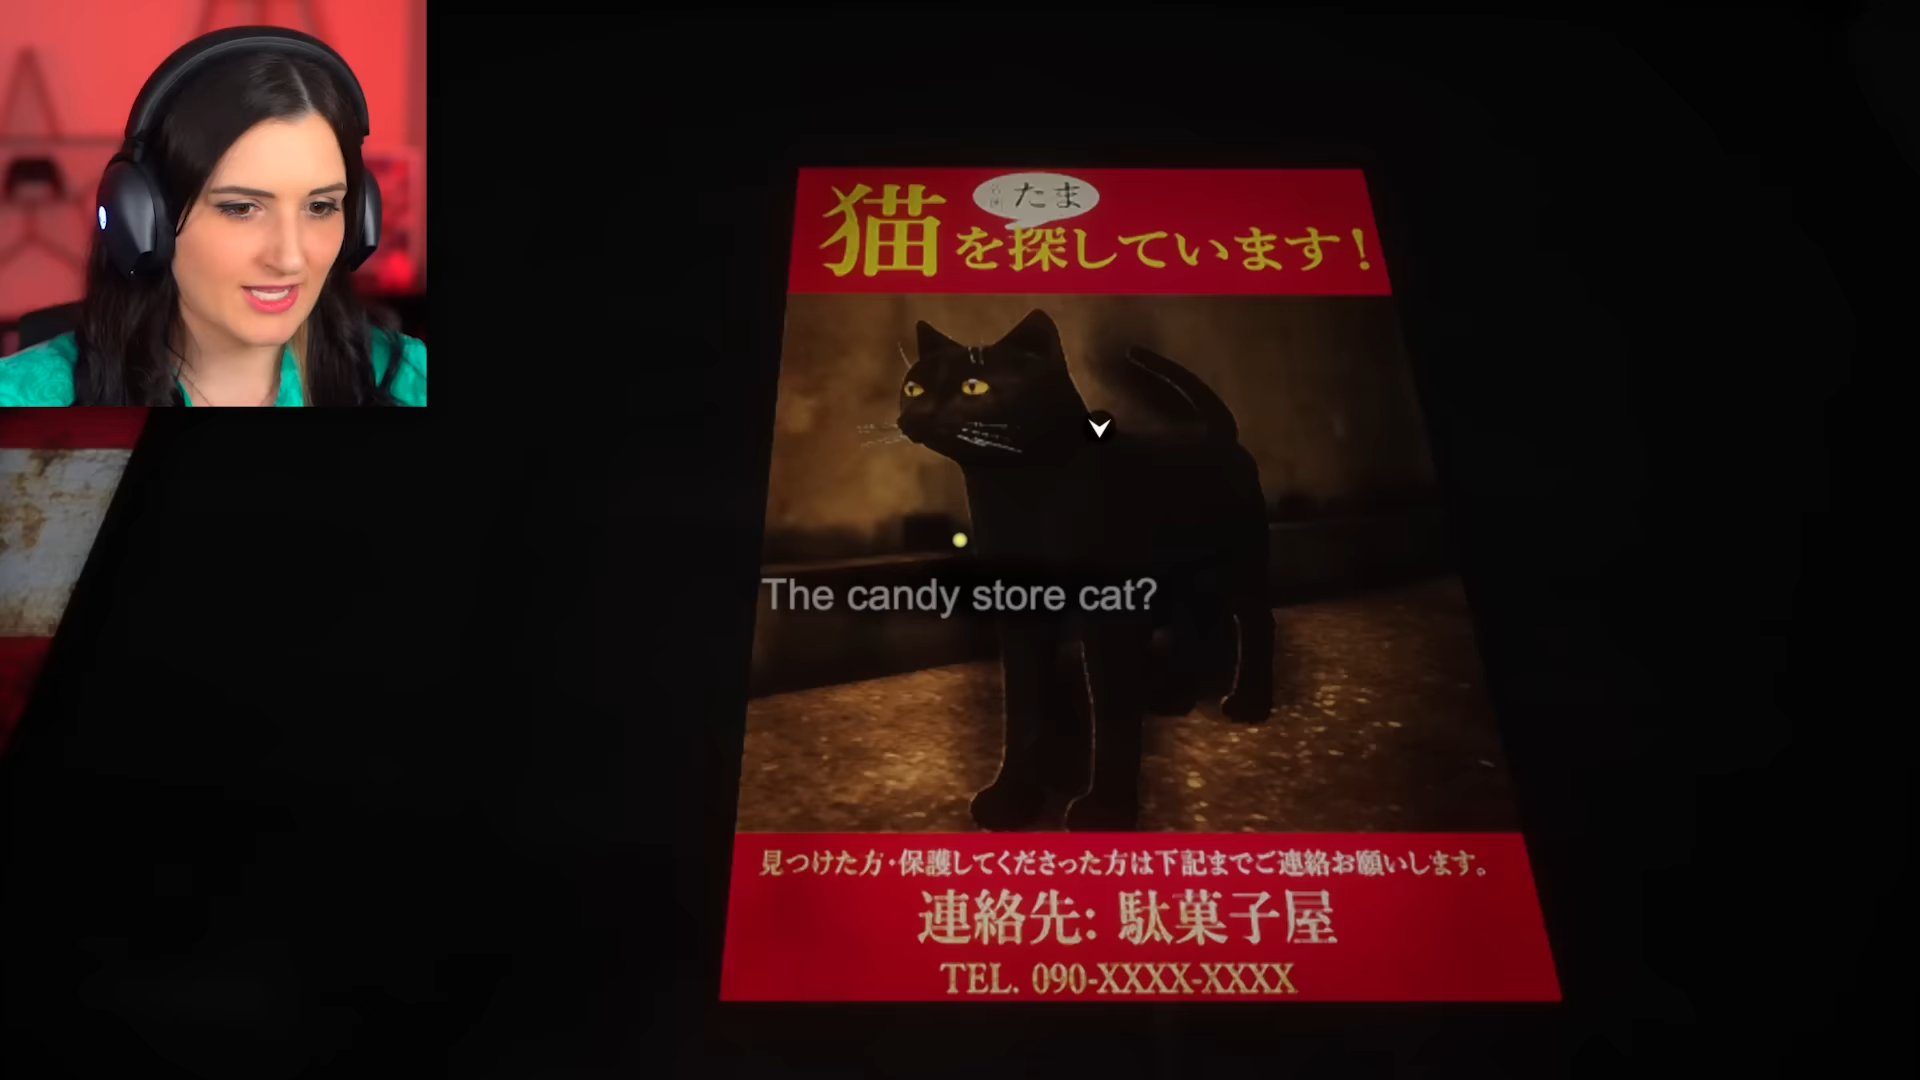 たま
猫を探しています!
The candy store cat?
見つけた方・保護してくださった方は下記までご連絡お願いします。
連絡先: 駄菓子屋
TEL. 090-XXXX-XXXX